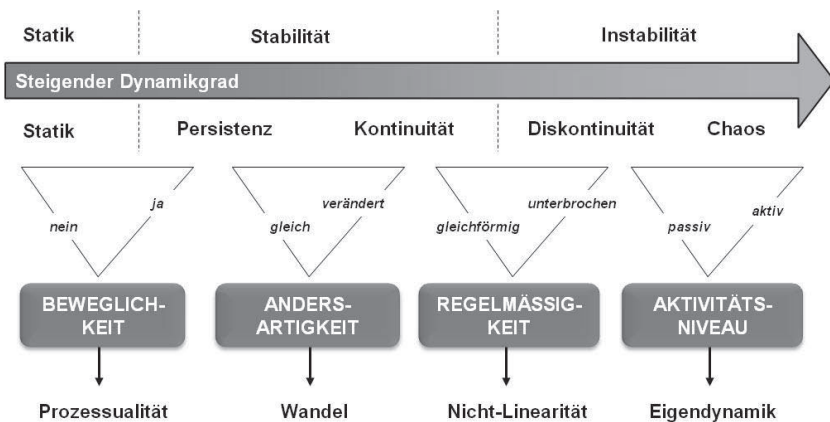 Statik Stabilität Instabilität
Steigender Dynamikgrad
Statik Persistenz Kontinuität Diskontinuität Chaos
nein ja gleich verändert gleichförmig unterbrochen passiv aktiv
BEWEGLICH-
KEIT
ANDERS-
ARTIGKEIT
REGELMÄSSIG-
KEIT
AKTIVITÄTS-
NIVEAU
Prozessualität Wandel Nicht-Linearität Eigendynamik